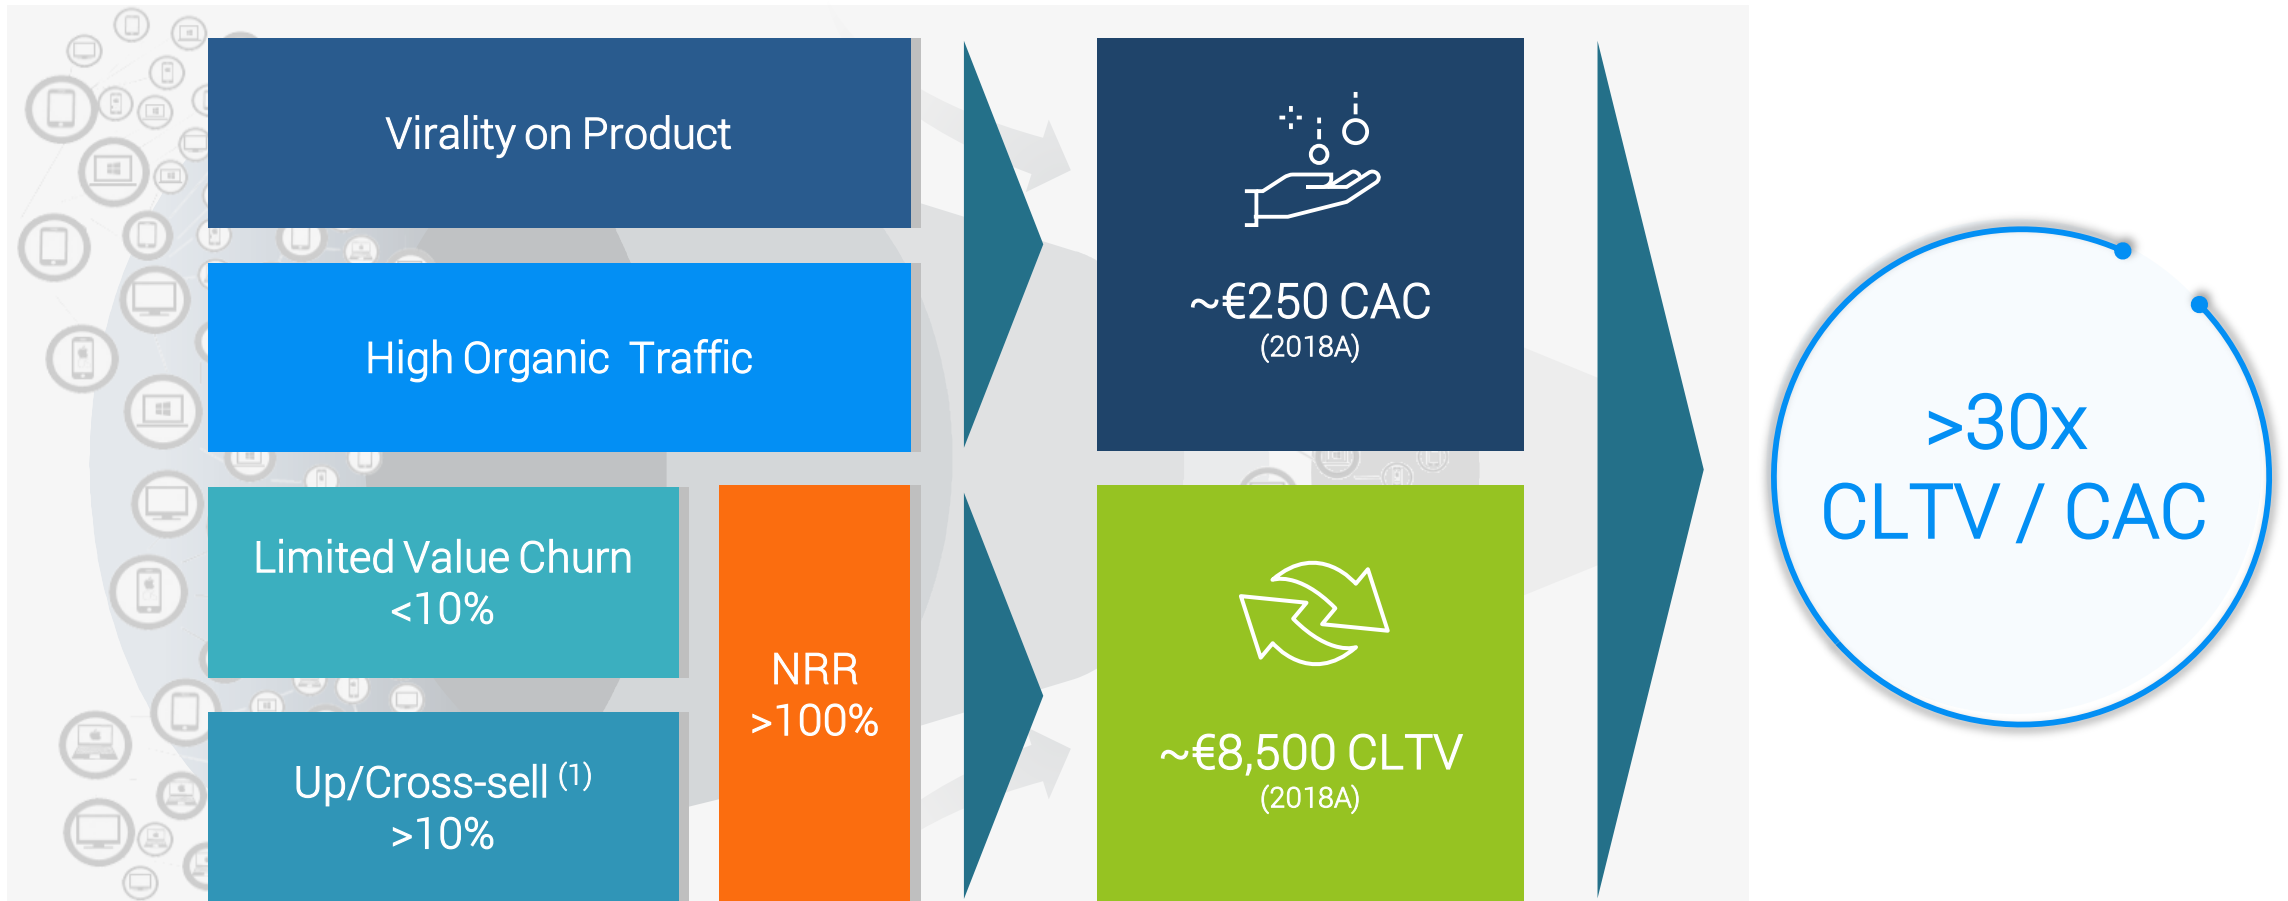 Virality on Product
High Organic Traffic
Limited Value Churn
<10%
Up/Cross-sell (1)
>10%
NRR
>100%
~€250 CAC
(2018A)
~€8,500 CLTV
(2018A)
>30x
CLTV / CAC